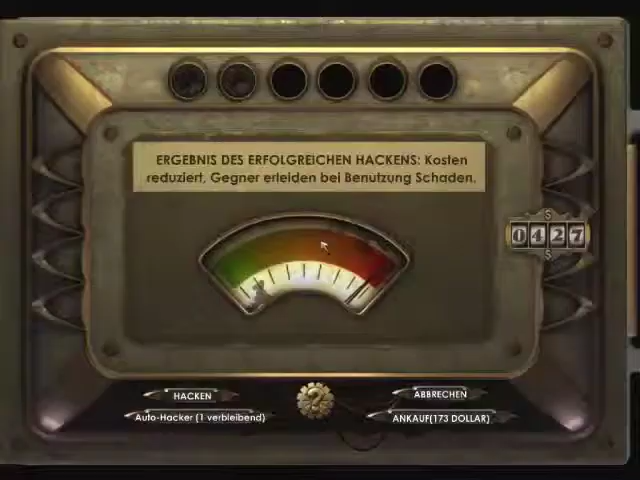 ERGEBNIS DES ERFOLGREICHEN HACKENS: Kosten
reduziert, Gegner erleiden bei Benutzung Schaden.
$
0427
$
HACKEN
ABBRECHEN
Auto-Hacker (1 verbleibend)
ANKAUF(173 DOLLAR)